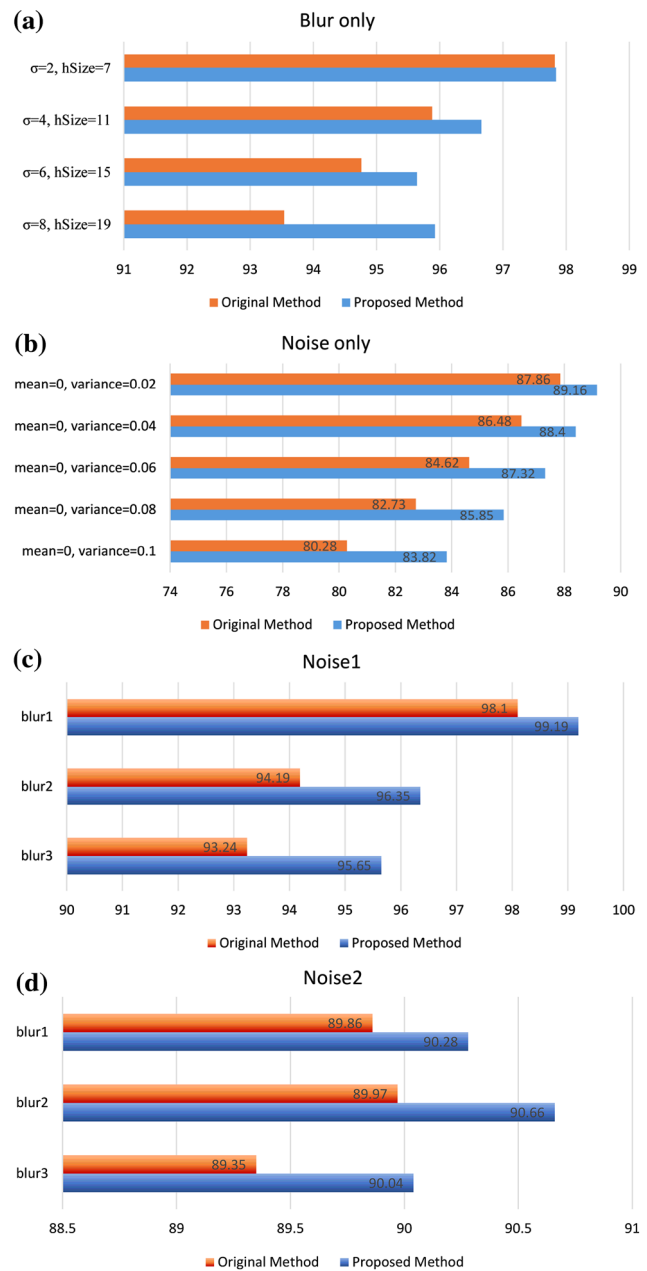 (a)
Blur only
σ=2, hSize=7
σ=4, hSize=11
σ=6, hSize=15
σ=8, hSize=19
91 92 93 94 95 96 97 98 99
Original Method Proposed Method
(b)
Noise only
mean=0, variance=0.02
87.86
89.16
mean=0, variance=0.04
86.48
88.4
mean=0, variance=0.06
84.62
87.32
mean=0, variance=0.08
82.73
85.85
mean=0, variance=0.1
80.28
83.82
74 76 78 80 82 84 86 88 90
Original Method Proposed Method
(c)
Noise1
blur1
98.1
99.19
blur2
94.19
96.35
blur3
93.24
95.65
90 91 92 93 94 95 96 97 98 99 100
Original Method Proposed Method
(d)
Noise2
blur1
89.86
90.28
blur2
89.97
90.66
blur3
89.35
90.04
88.5 89 89.5 90 90.5 91
Original Method Proposed Method